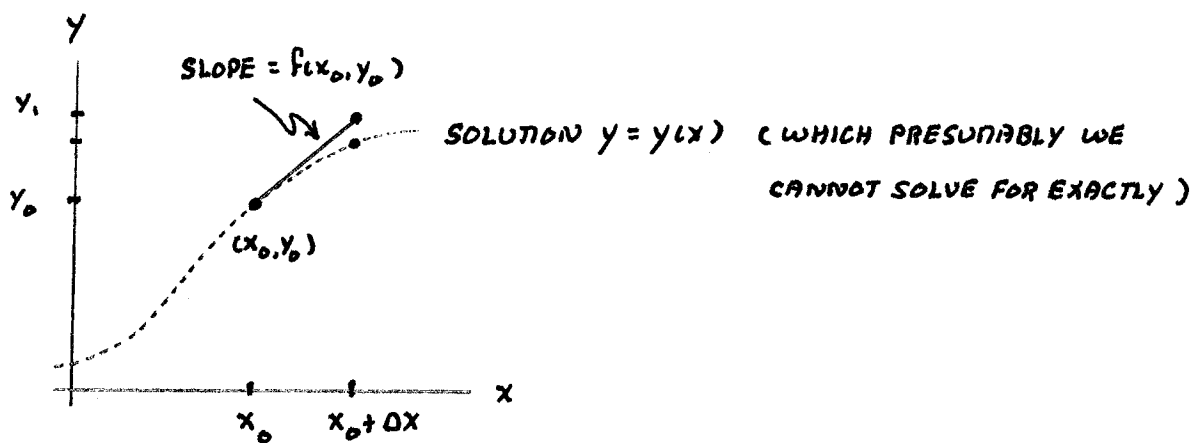 y
SLOPE = f(x₀, y₀)
y₁
SOLUTION y = y(x) (WHICH PRESUMABLY WE
CANNOT SOLVE FOR EXACTLY)
y₀
(x₀, y₀)
x
x₀ x₀ + Δx